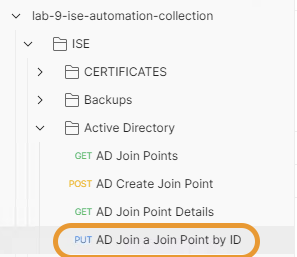 lab-9-ise-automation-collection
ISE
CERTIFICATES
Backups
Active Directory
GET AD Join Points
POST AD Create Join Point
GET AD Join Point Details
PUT AD Join a Join Point by ID